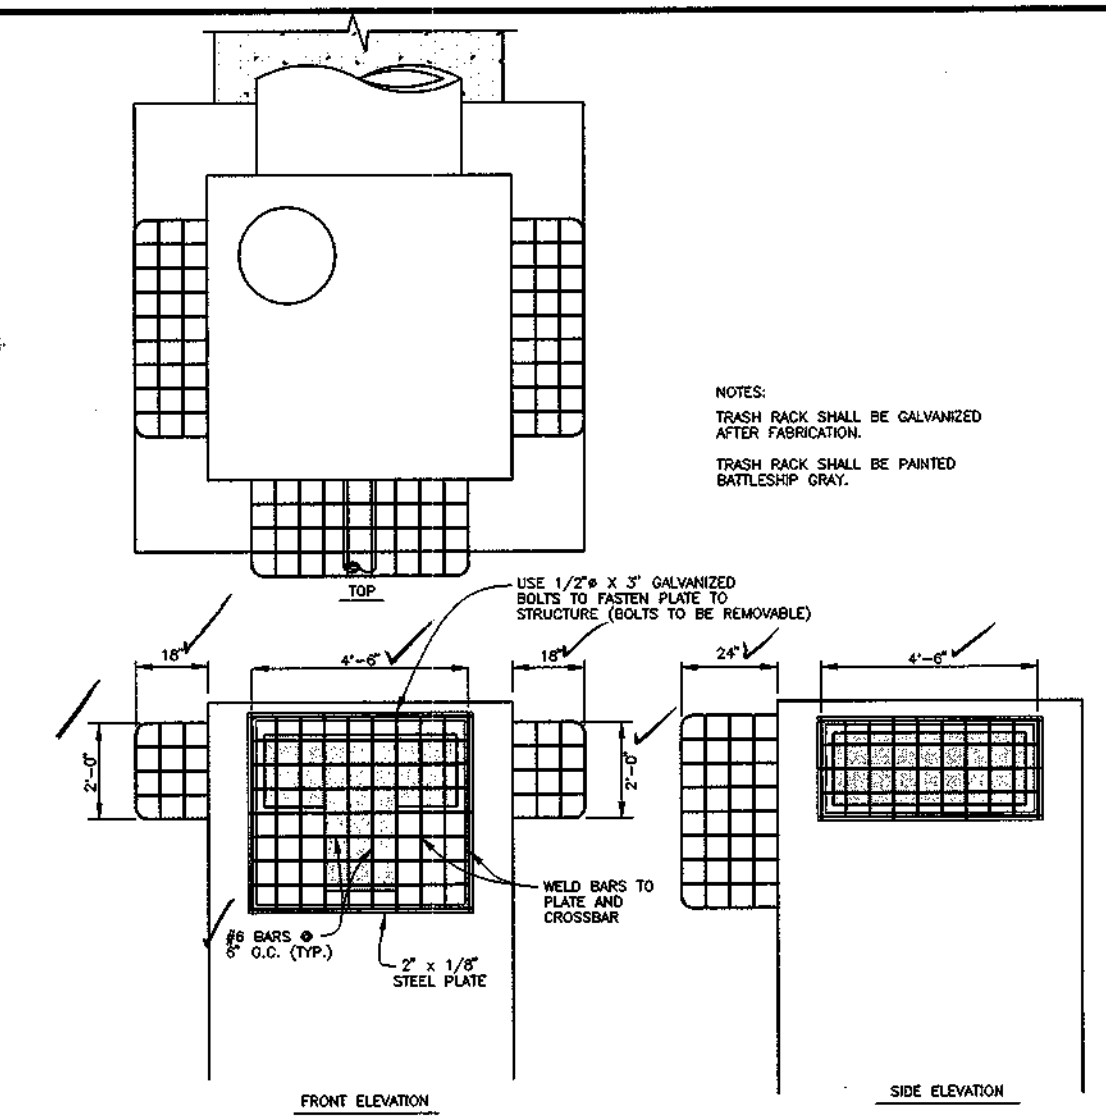 NOTES:
TRASH RACK SHALL BE GALVANIZED
AFTER FABRICATION.
TRASH RACK SHALL BE PAINTED
BATTLESHIP GRAY.
TOP
USE 1/2"ø X 3" GALVANIZED
BOLTS TO FASTEN PLATE TO
STRUCTURE (BOLTS TO BE REMOVABLE)
18"
4'-6"
18"
24"
4'-6"
2'-0"
2'-0"
WELD BARS TO
PLATE AND
CROSSBAR
#6 BARS @
6" O.C. (TYP.)
2" x 1/8"
STEEL PLATE
FRONT ELEVATION
SIDE ELEVATION